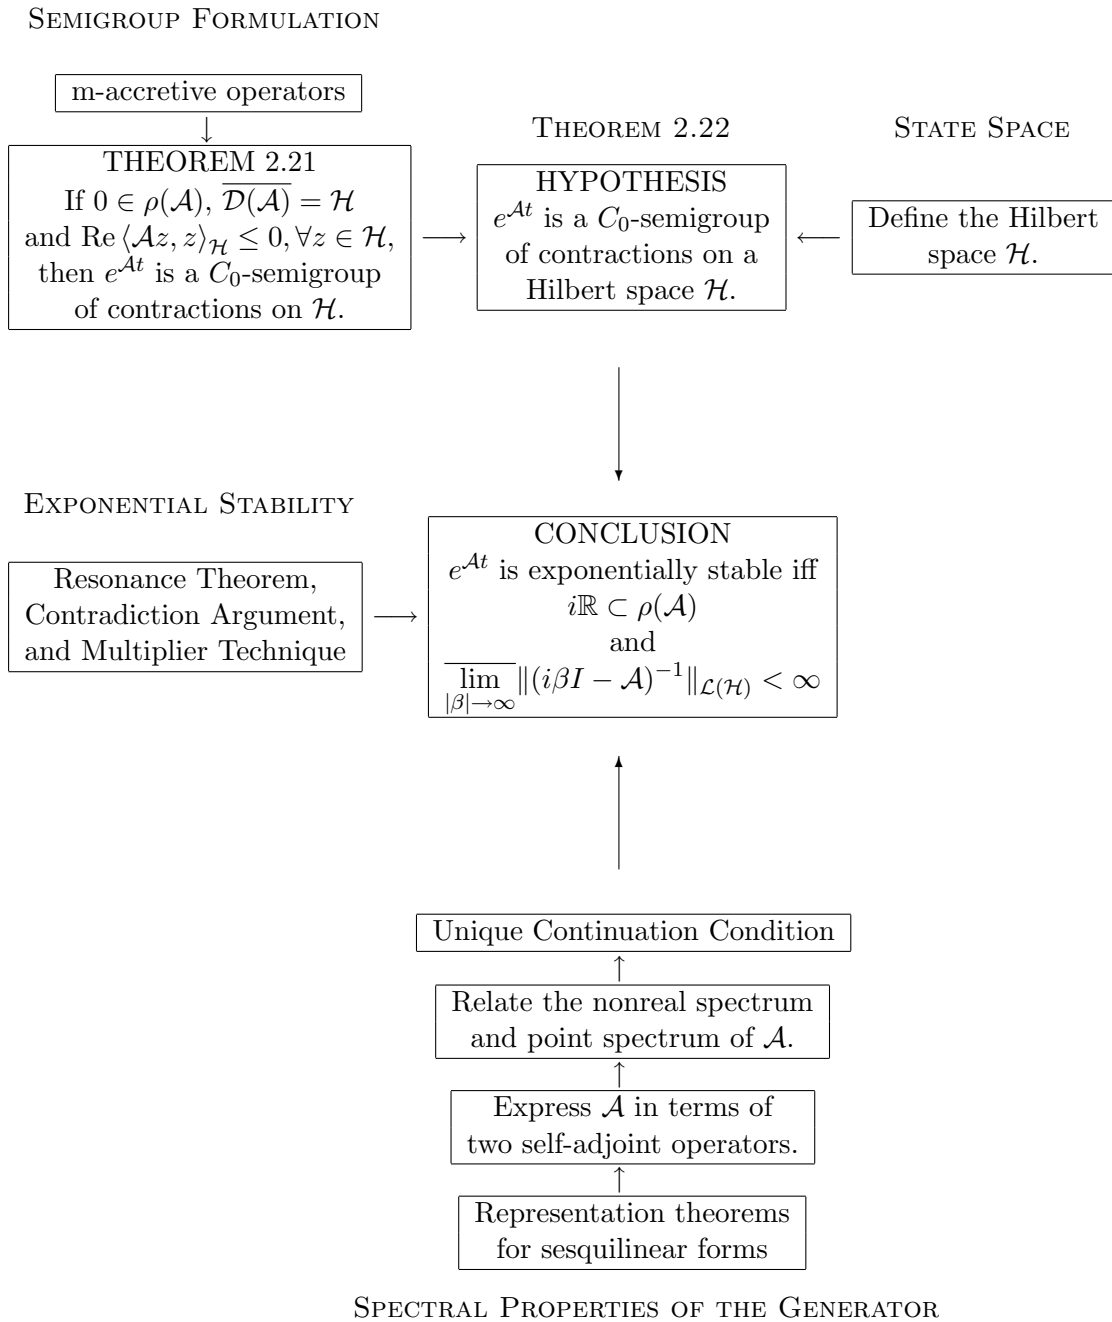 SEMIGROUP FORMULATION
m-accretive operators
↓
THEOREM 2.21
If 0 ∈ ρ(𝒜), \overline{𝒟(𝒜)} = ℋ
and Re ⟨𝒜z, z⟩_ℋ ≤ 0, ∀z ∈ ℋ,
then e^{𝒜t} is a C_0-semigroup
of contractions on ℋ.
→
THEOREM 2.22
HYPOTHESIS
e^{𝒜t} is a C_0-semigroup
of contractions on a
Hilbert space ℋ.
←
STATE SPACE
Define the Hilbert
space ℋ.
EXPONENTIAL STABILITY
Resonance Theorem,
Contradiction Argument,
and Multiplier Technique
→
CONCLUSION
e^{𝒜t} is exponentially stable iff
iℝ ⊂ ρ(𝒜)
and
\overline{lim}_{|β|→∞} ‖(iβI − 𝒜)^{-1}‖_{ℒ(ℋ)} < ∞
Unique Continuation Condition
↑
Relate the nonreal spectrum
and point spectrum of 𝒜.
↑
Express 𝒜 in terms of
two self-adjoint operators.
↑
Representation theorems
for sesquilinear forms
SPECTRAL PROPERTIES OF THE GENERATOR